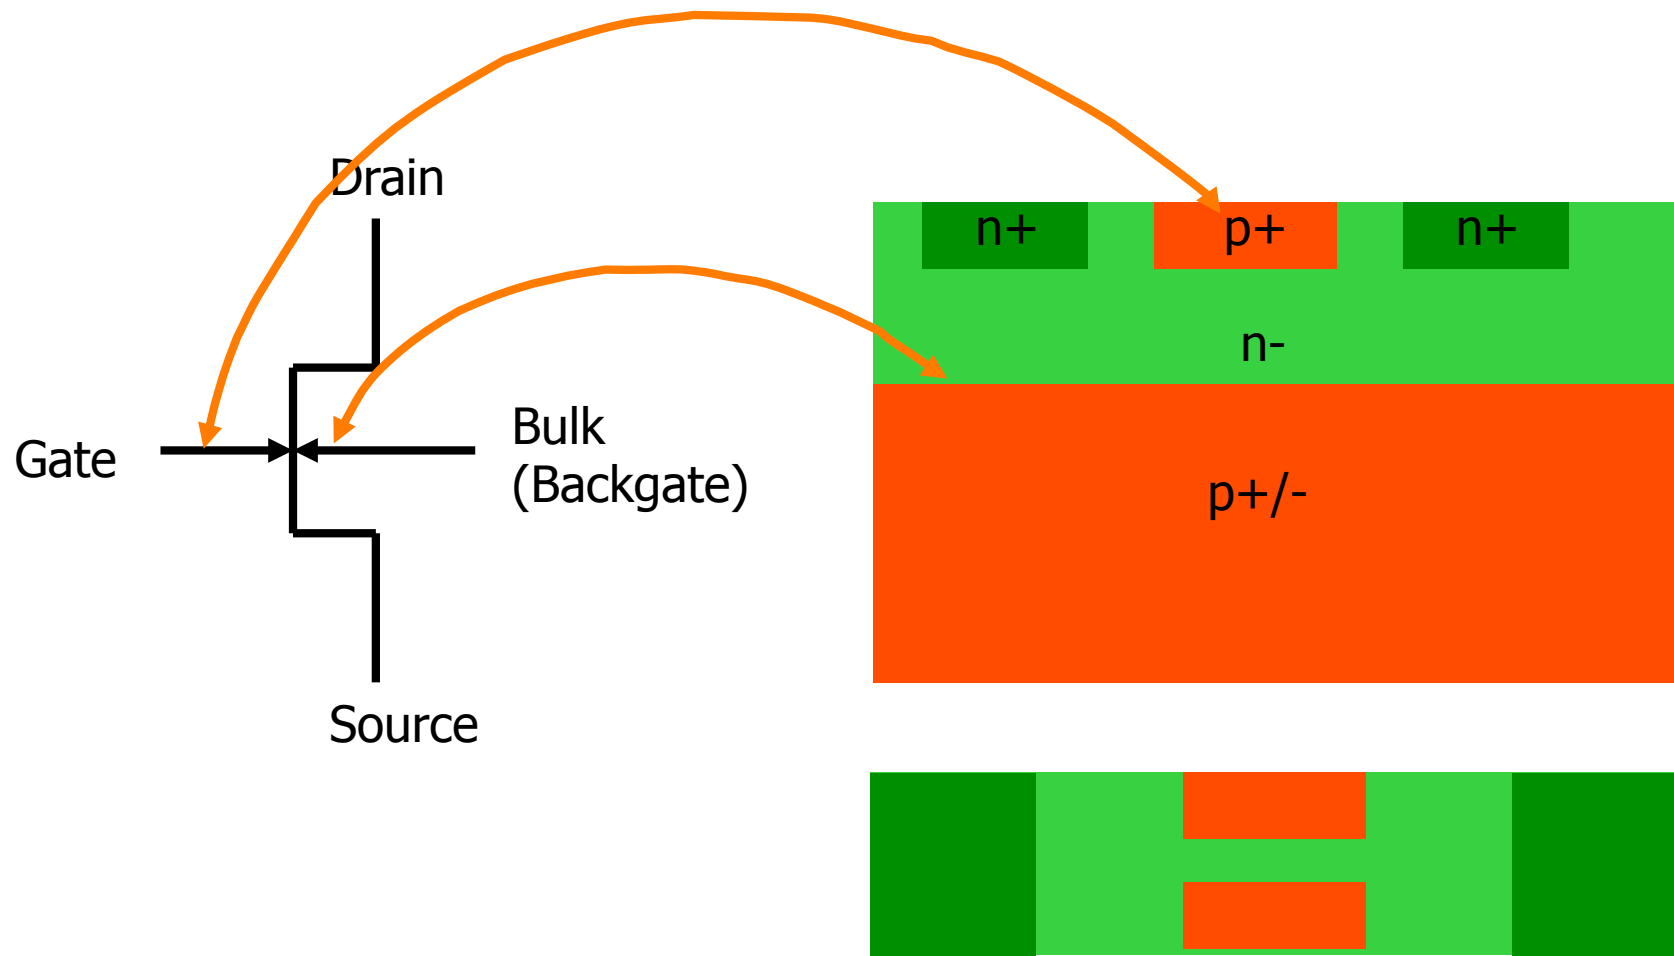 Drain
n+
p+
n+
n-
Gate
Bulk
(Backgate)
p+/-
Source